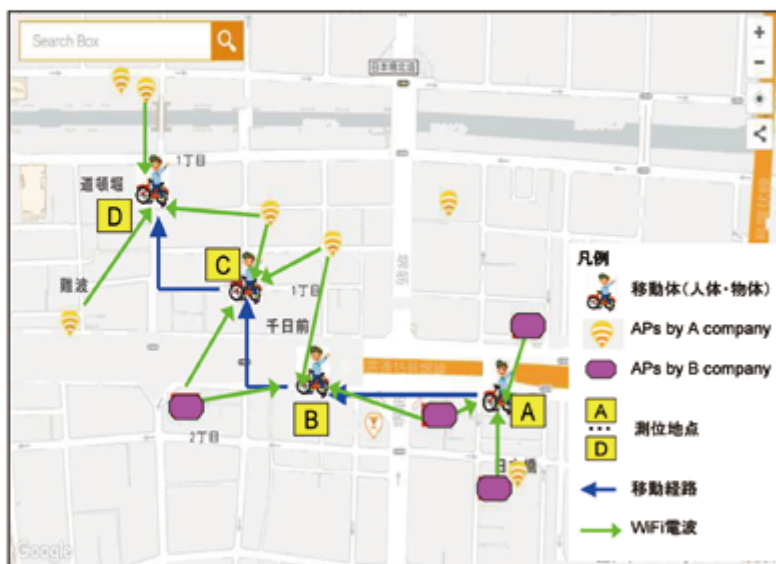 Search Box
日本橋北詰
1丁目
道頓堀
D
C
難波
1丁目
千日前
B
A
2丁目
Google
凡例
移動体(人体・物体)
APs by A company
APs by B company
A
D
測位地点
移動経路
WiFi電波